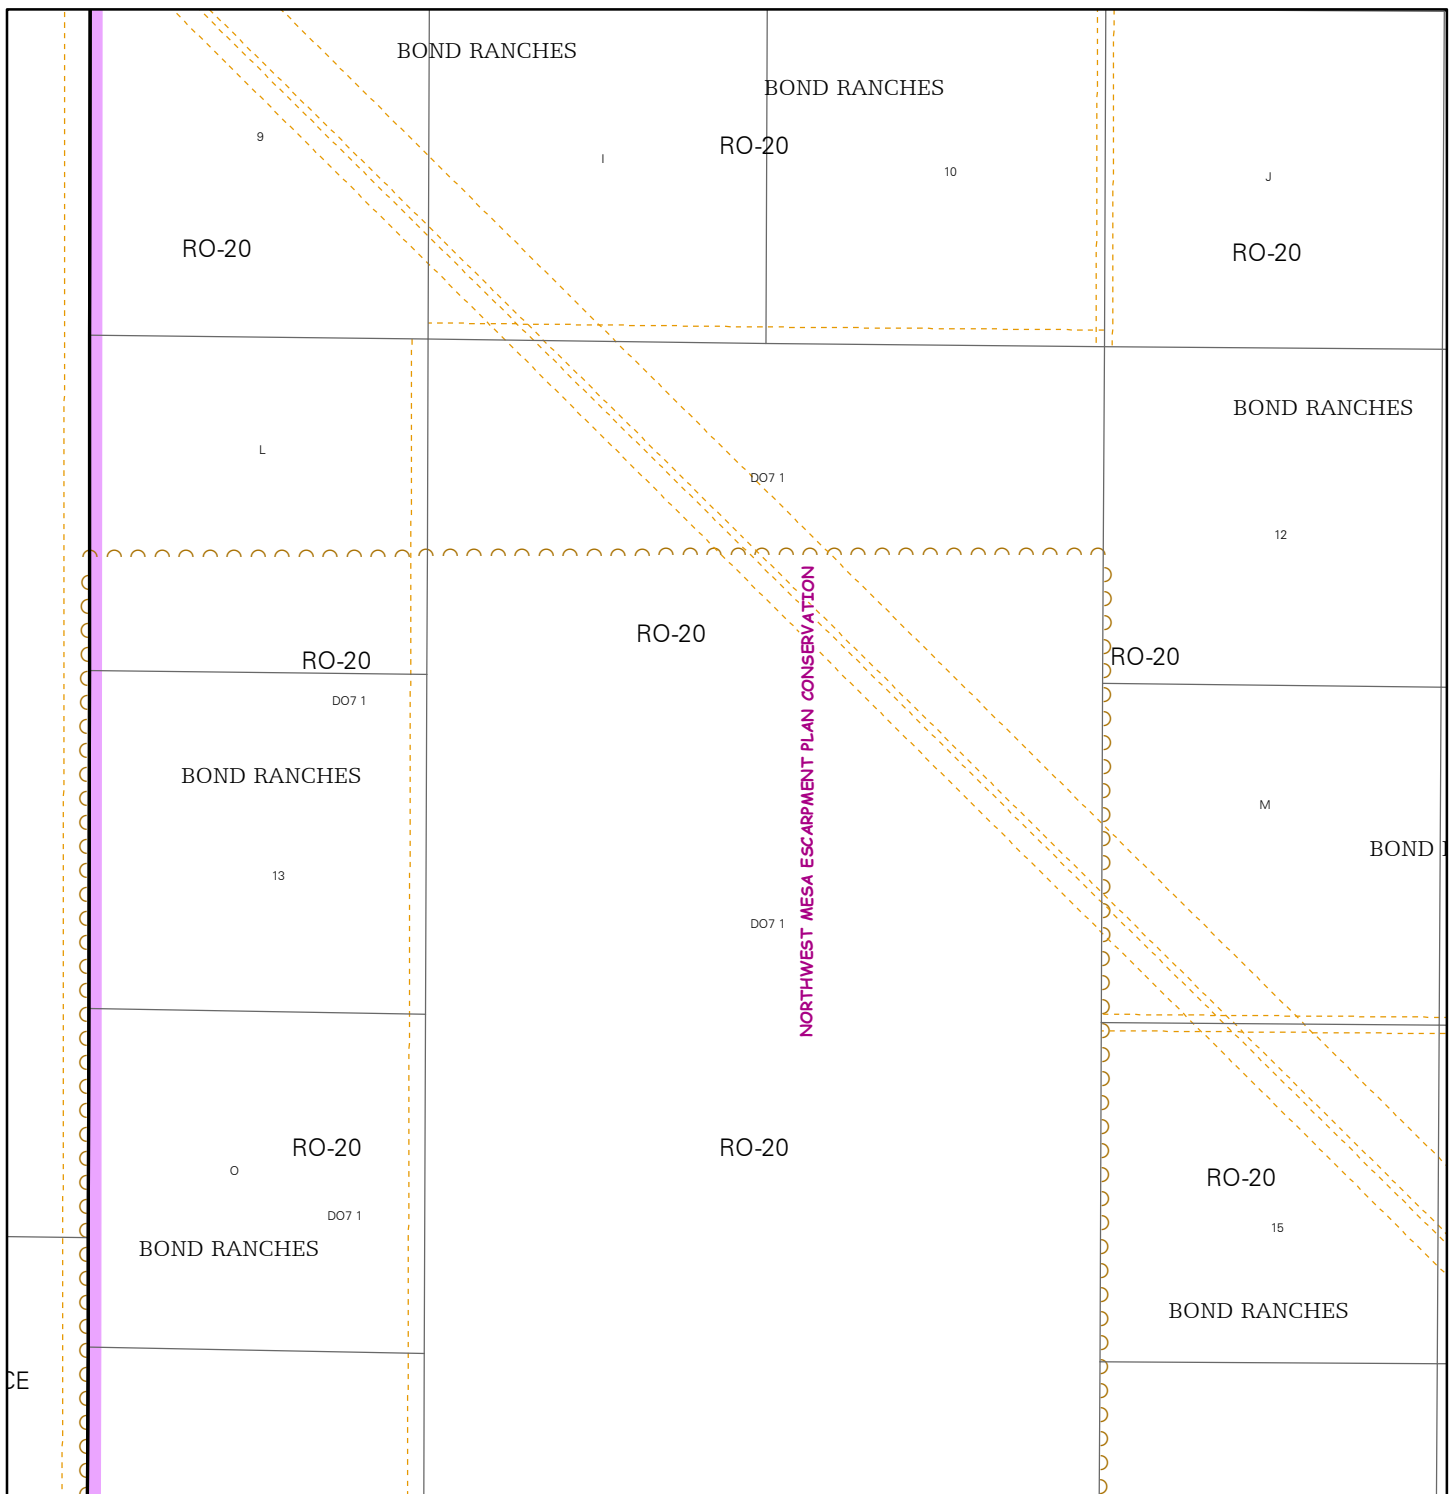 BOND RANCHES
BOND RANCHES
9
RO-20
I
10
J
RO-20
RO-20
BOND RANCHES
L
DO7 1
12
NORTHWEST MESA ESCARPMENT PLAN CONSERVATION
RO-20
RO-20
RO-20
DO7 1
BOND RANCHES
M
BOND
13
DO7 1
RO-20
RO-20
O
RO-20
DO7 1
15
BOND RANCHES
BOND RANCHES
CE